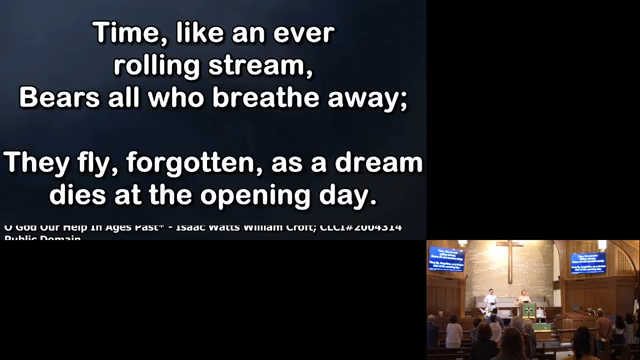 Time, like an ever
rolling stream,
Bears all who breathe away;
They fly, forgotten, as a dream
dies at the opening day.
O God Our Help In Ages Past* - Isaac Watts William Croft; CLCI#2004314
Public Domain